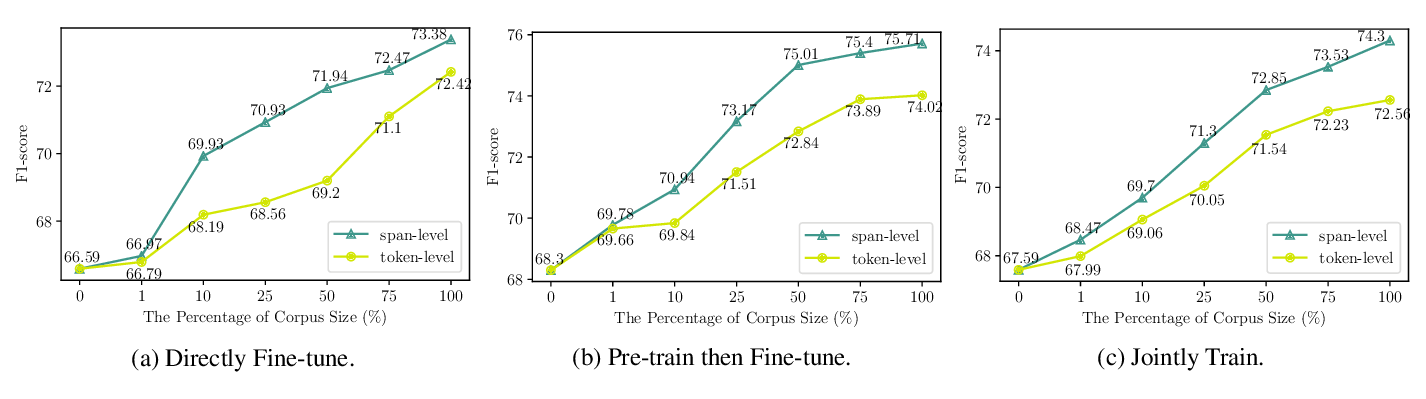 73.38
72.47
71.94
70.93
69.93
66.97
66.59
72.42
71.1
69.2
68.56
68.19
66.79
72
70
68
F1-score
span-level
token-level
0 1 10 25 50 75 100
The Percentage of Corpus Size (%)
(a) Directly Fine-tune.
76
74
72
70
68
F1-score
75.71
75.4
75.01
73.17
70.94
69.78
68.3
74.02
73.89
72.84
71.51
69.84
69.66
span-level
token-level
0 1 10 25 50 75 100
The Percentage of Corpus Size (%)
(b) Pre-train then Fine-tune.
74
72
70
68
F1-score
74.3
73.53
72.85
71.3
69.7
68.47
67.59
72.56
72.23
71.54
70.05
69.06
67.99
span-level
token-level
0 1 10 25 50 75 100
The Percentage of Corpus Size (%)
(c) Jointly Train.